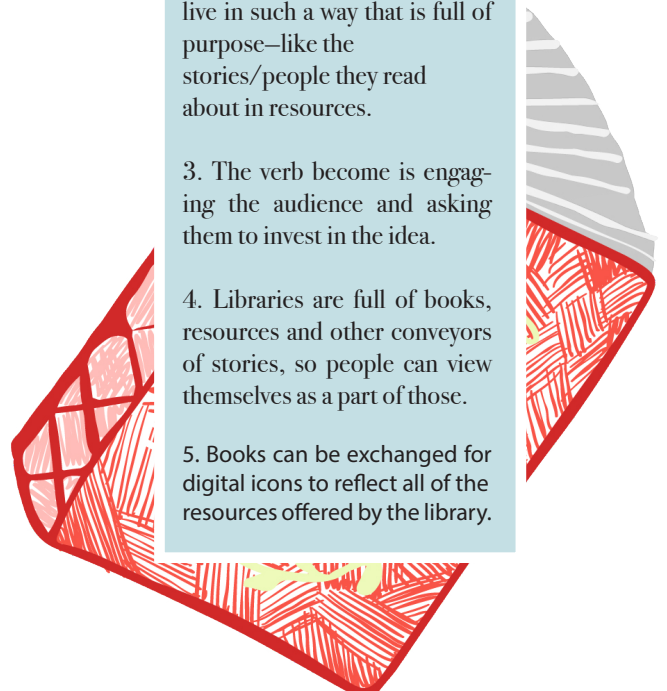 live in such a way that is full of
purpose–like the
stories/people they read
about in resources.
3. The verb become is engag-
ing the audience and asking
them to invest in the idea.
4. Libraries are full of books,
resources and other conveyors
of stories, so people can view
themselves as a part of those.
5. Books can be exchanged for
digital icons to reflect all of the
resources offered by the library.